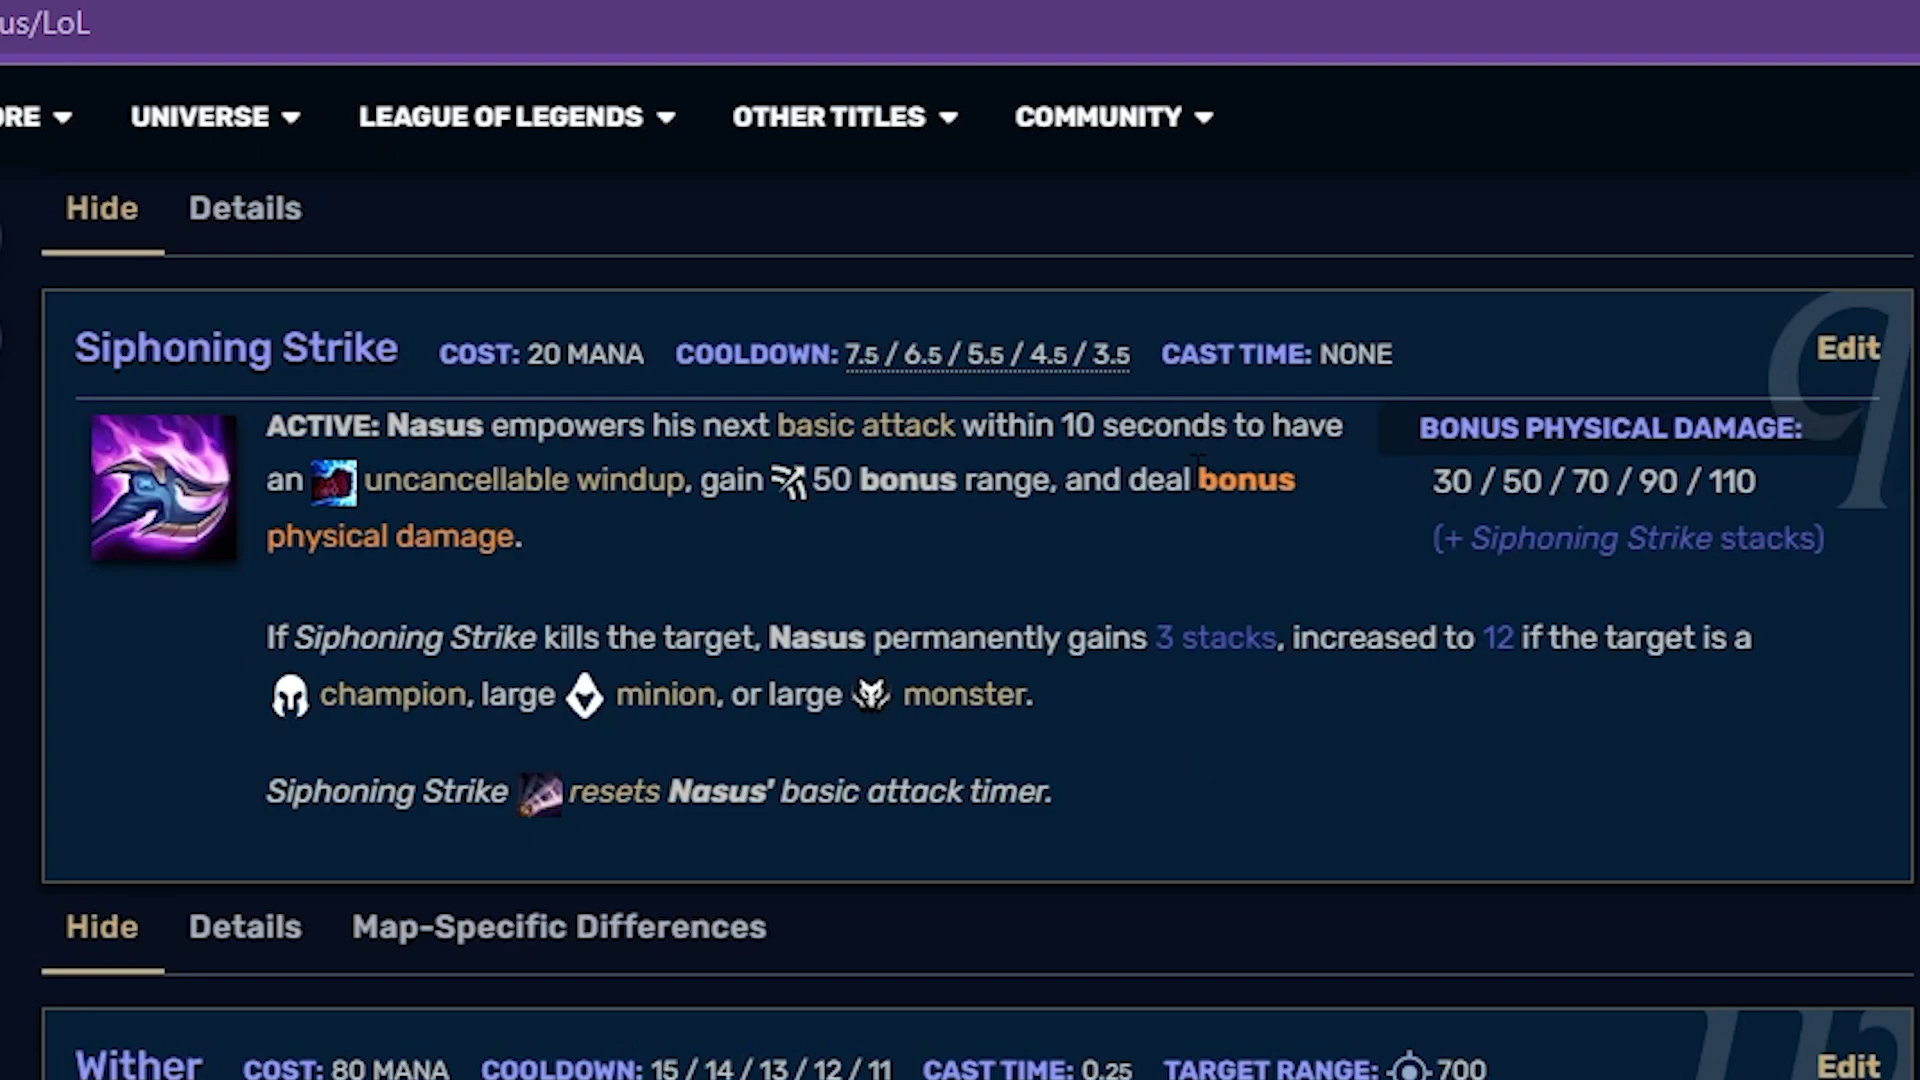 us/LoL
ORE UNIVERSE LEAGUE OF LEGENDS OTHER TITLES COMMUNITY
Hide Details
Siphoning Strike COST: 20 MANA COOLDOWN: 7.5 / 6.5 / 5.5 / 4.5 / 3.5 CAST TIME: NONE Edit
q
ACTIVE: Nasus empowers his next basic attack within 10 seconds to have
an uncancellable windup, gain 50 bonus range, and deal bonus
physical damage.
BONUS PHYSICAL DAMAGE:
30 / 50 / 70 / 90 / 110
(+ Siphoning Strike stacks)
If Siphoning Strike kills the target, Nasus permanently gains 3 stacks, increased to 12 if the target is a
champion, large minion, or large monster.
Siphoning Strike resets Nasus' basic attack timer.
Hide Details Map-Specific Differences
Wither COST: 80 MANA COOLDOWN: 15 / 14 / 13 / 12 / 11 CAST TIME: 0.25 TARGET RANGE: 700 Edit